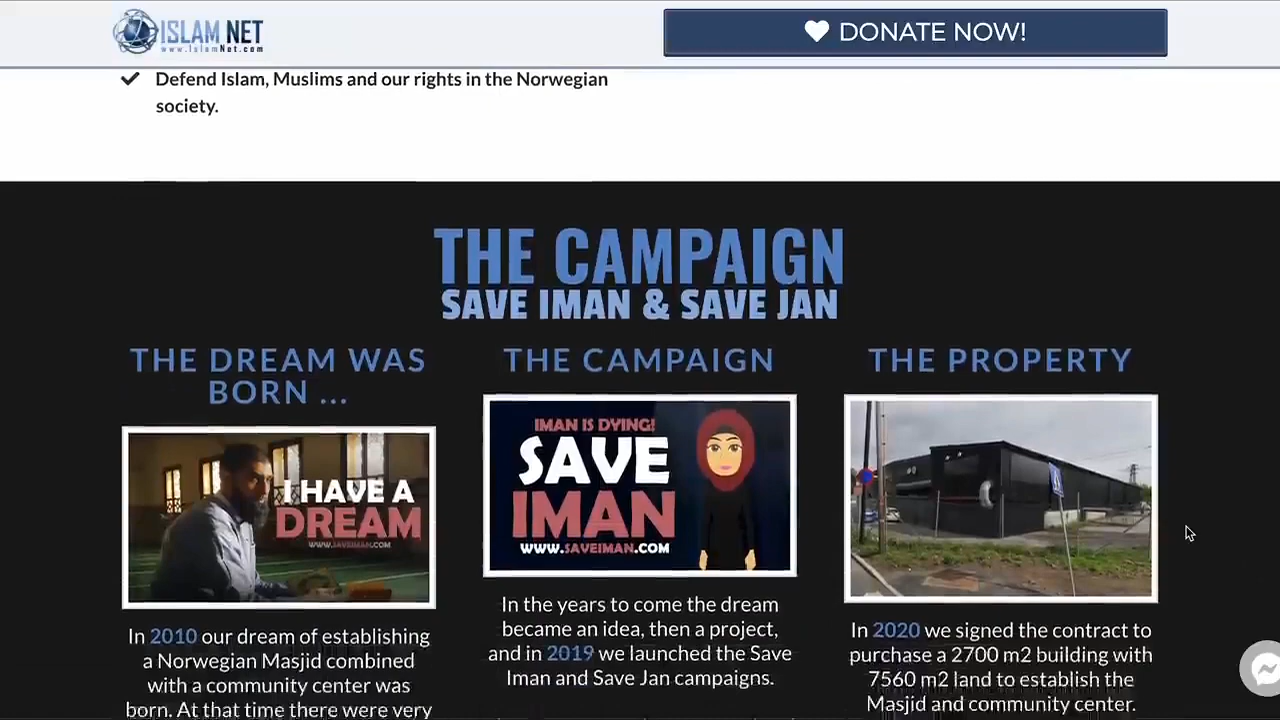 ISLAM NET
www.IslamNet.com
DONATE NOW!
Defend Islam, Muslims and our rights in the Norwegian
society.
THE CAMPAIGN
SAVE IMAN & SAVE JAN
THE DREAM WAS
BORN ...
I HAVE A
DREAM
WWW.SAVEIMAN.COM
In 2010 our dream of establishing
a Norwegian Masjid combined
with a community center was
born. At that time there were very
THE CAMPAIGN
IMAN IS DYING!
SAVE
IMAN
WWW.SAVEIMAN.COM
In the years to come the dream
became an idea, then a project,
and in 2019 we launched the Save
Iman and Save Jan campaigns.
THE PROPERTY
In 2020 we signed the contract to
purchase a 2700 m2 building with
7560 m2 land to establish the
Masjid and community center.